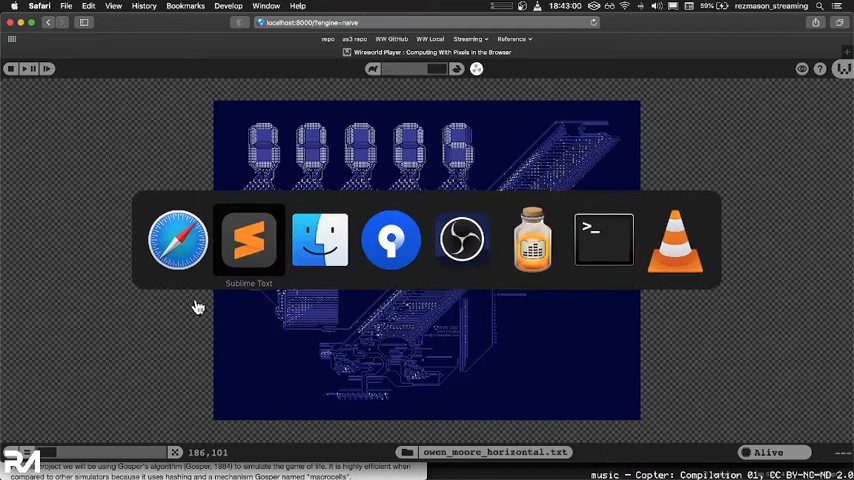 Safari File Edit View History Bookmarks Develop Window Help
18:43:00
59%
rezmason_streaming
localhost:8000/?engine=naive
repo as3 repo WW GitHub WW Local Streaming Reference
Wireworld Player : Computing With Pixels In the Browser
>_
Sublime Text
186,101
owen_moore_horizontal.txt
Alive
project we will be using Gosper's algorithm (Gosper, 1984) to simulate the game of life. It is highly efficient when
compared to other simulators because it uses hashing and a mechanism Gosper named "macrocells".
music - Copter: Compilation 01, CC BY-NC-ND 2.0